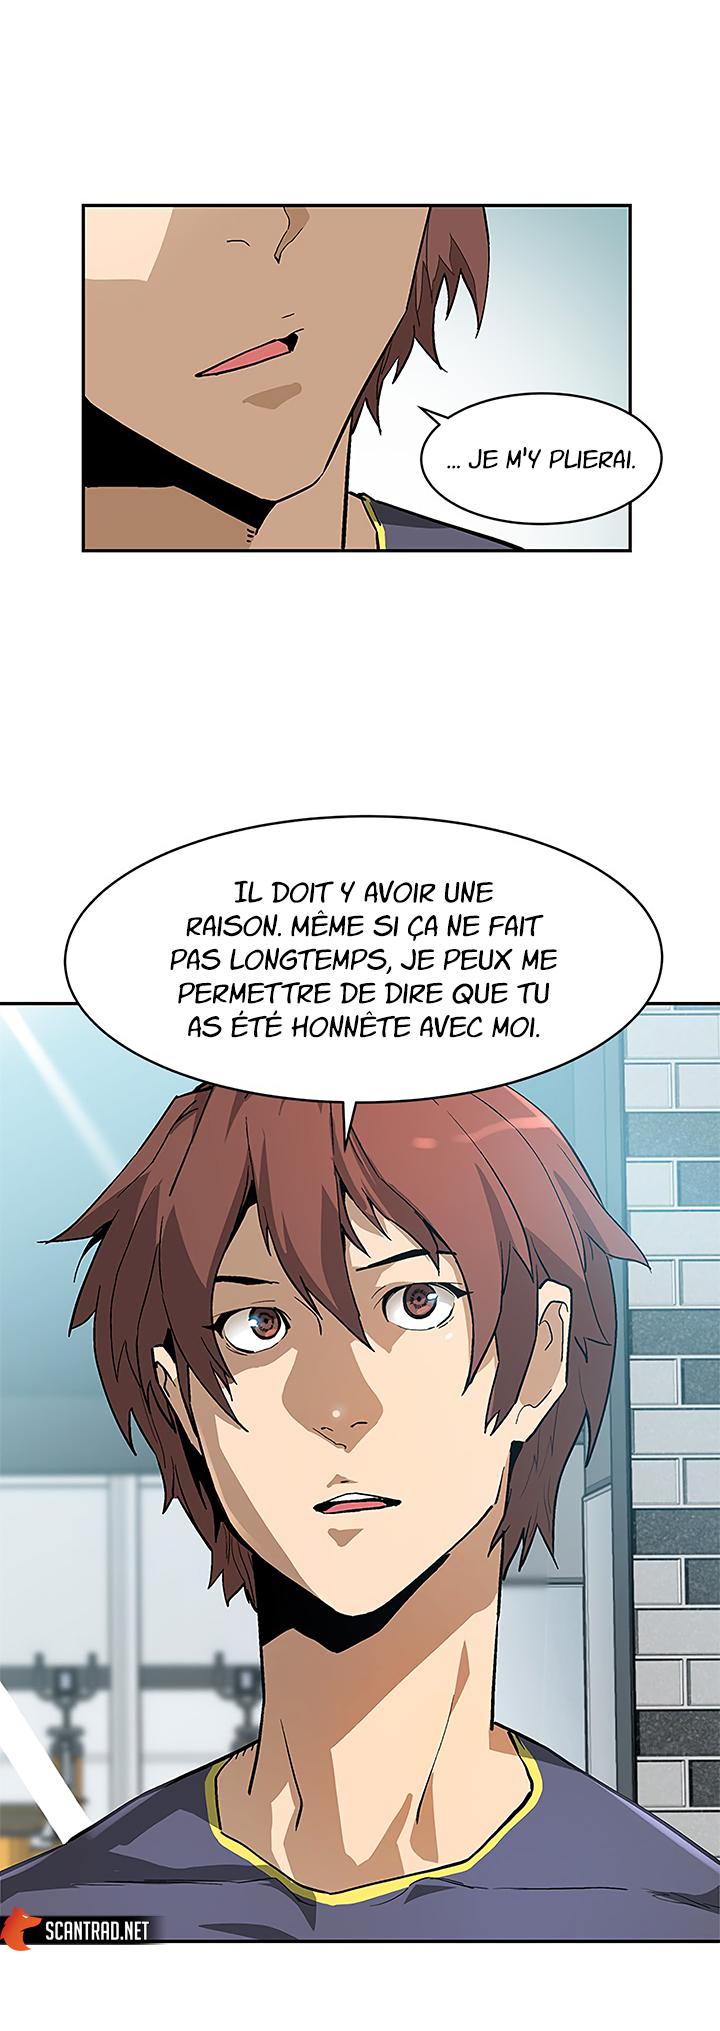 ... JE M'Y PLIERAI.
IL DOIT Y AVOIR UNE
RAISON. MÊME SI ÇA NE FAIT
PAS LONGTEMPS, JE PEUX ME
PERMETTRE DE DIRE QUE TU
AS ÉTÉ HONNÊTE AVEC MOI.
SCANTRAD.NET